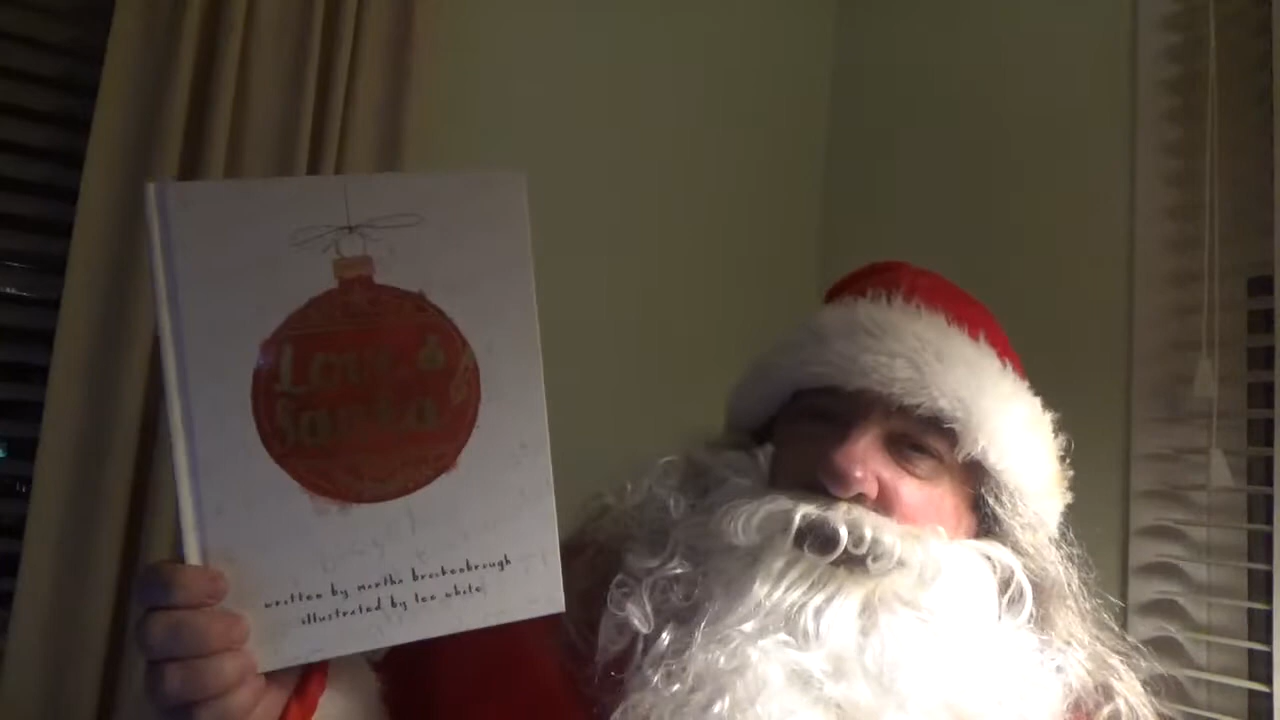 Love,
Santa
written by martha brockenbrough
illustrated by lee white